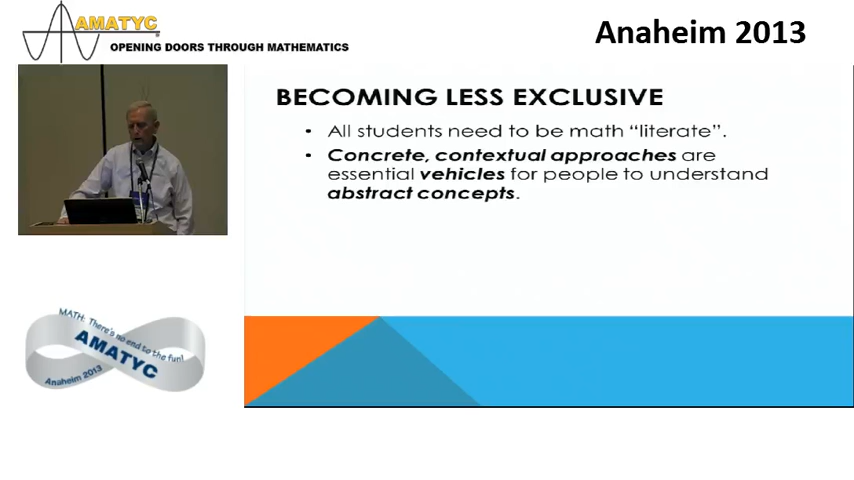 AMATYC
OPENING DOORS THROUGH MATHEMATICS
Anaheim 2013
BECOMING LESS EXCLUSIVE
• All students need to be math “literate”.
• Concrete, contextual approaches are
essential vehicles for people to understand
abstract concepts.
MATH: There's no end to the fun!
AMATYC
Anaheim 2013